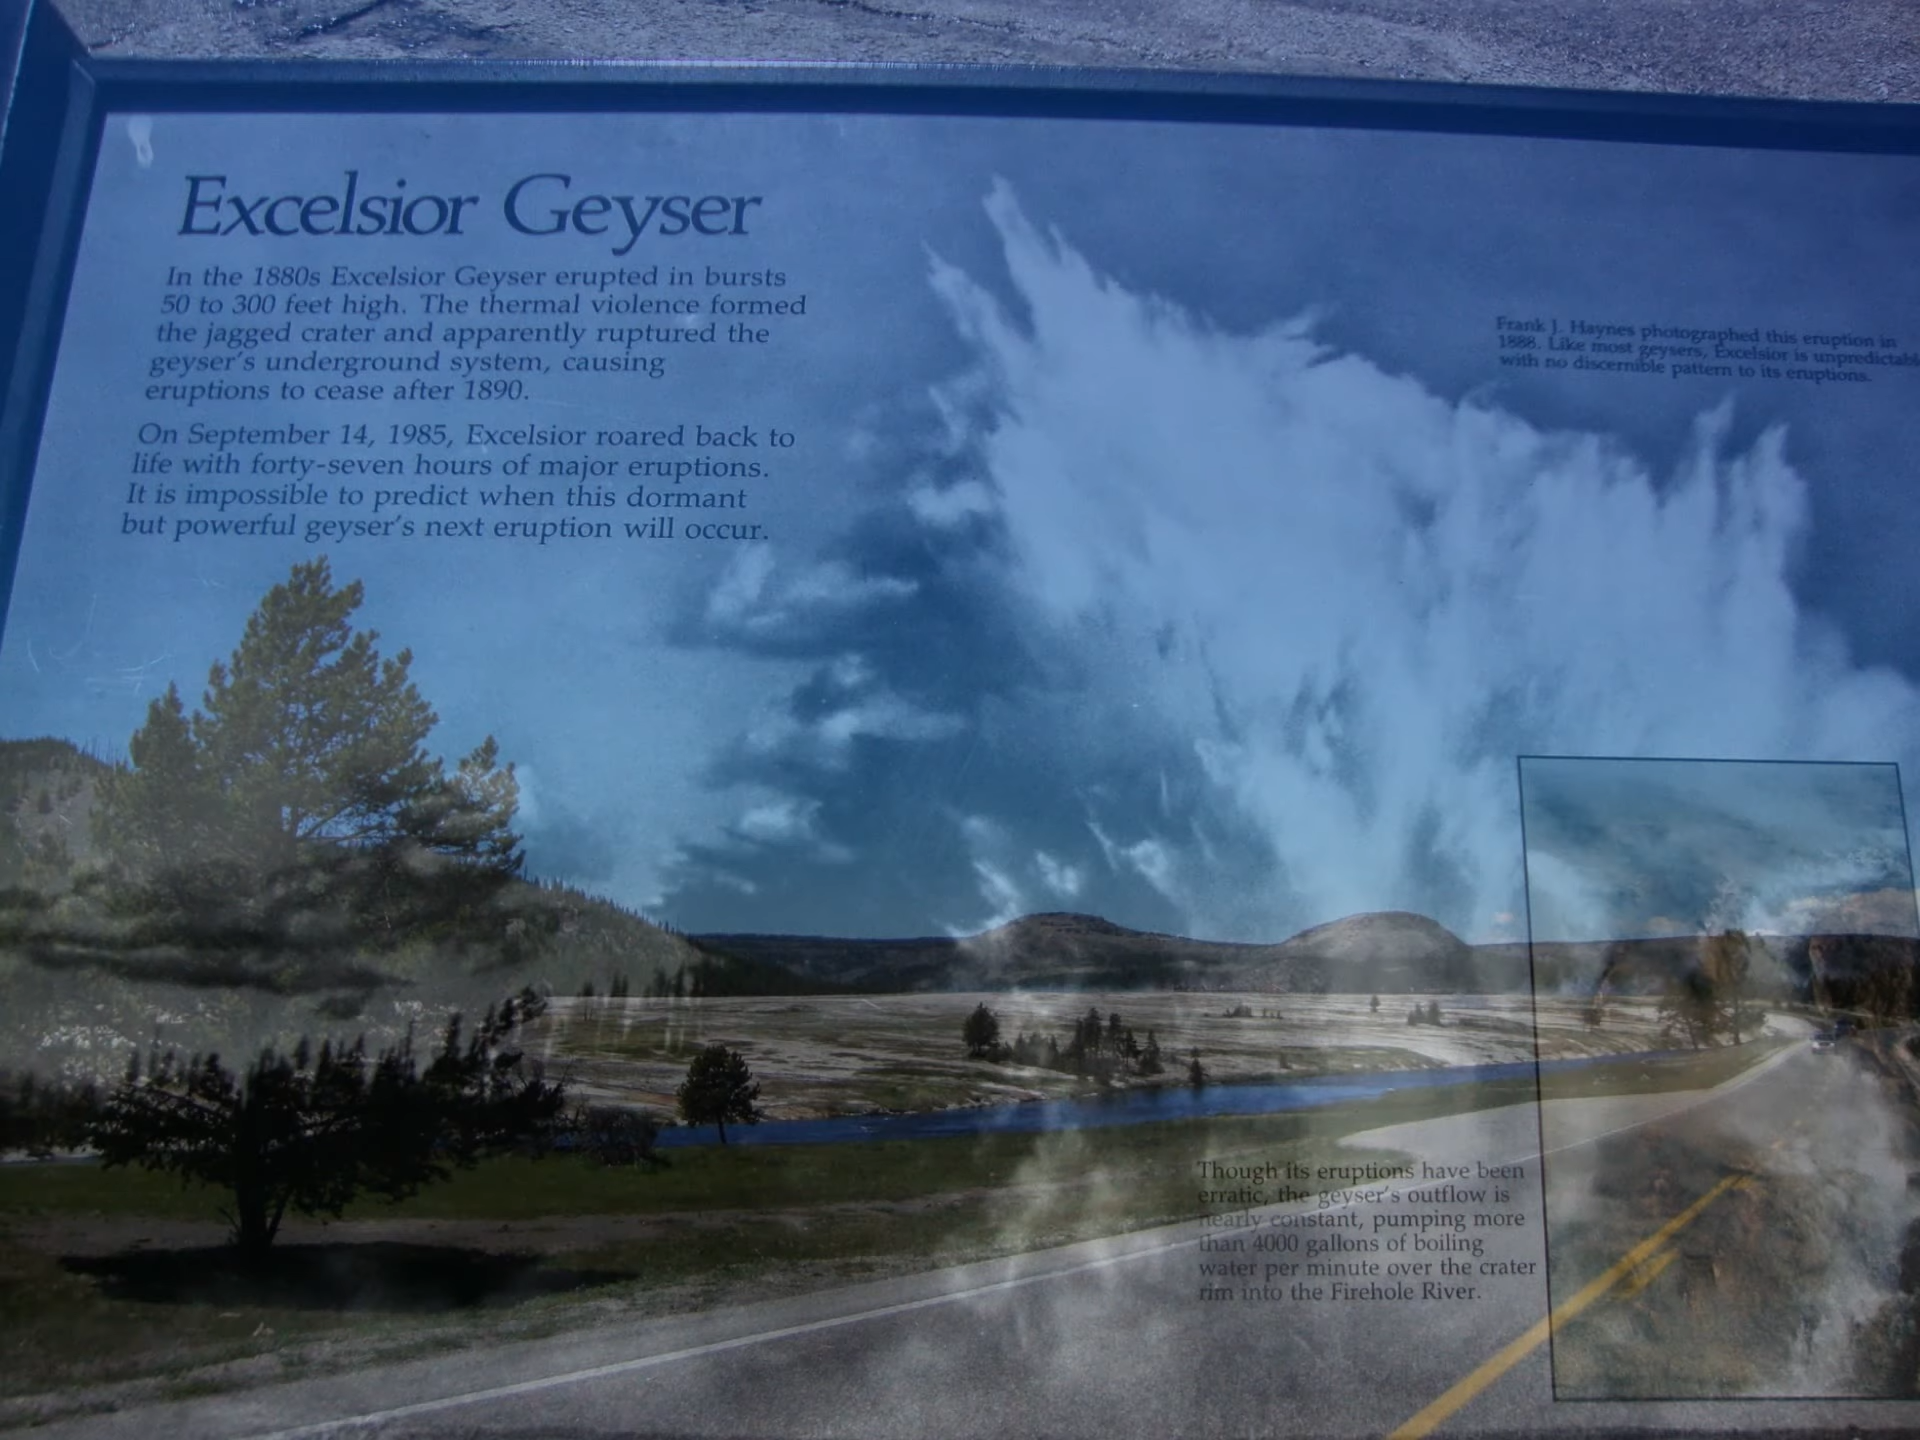 Excelsior Geyser
In the 1880s Excelsior Geyser erupted in bursts
50 to 300 feet high. The thermal violence formed
the jagged crater and apparently ruptured the
geyser's underground system, causing
eruptions to cease after 1890.
On September 14, 1985, Excelsior roared back to
life with forty-seven hours of major eruptions.
It is impossible to predict when this dormant
but powerful geyser's next eruption will occur.
Frank J. Haynes photographed this eruption in
1888. Like most geysers, Excelsior is unpredictabl
with no discernible pattern to its eruptions.
Though its eruptions have been
erratic, the geyser's outflow is
nearly constant, pumping more
than 4000 gallons of boiling
water per minute over the crater
rim into the Firehole River.